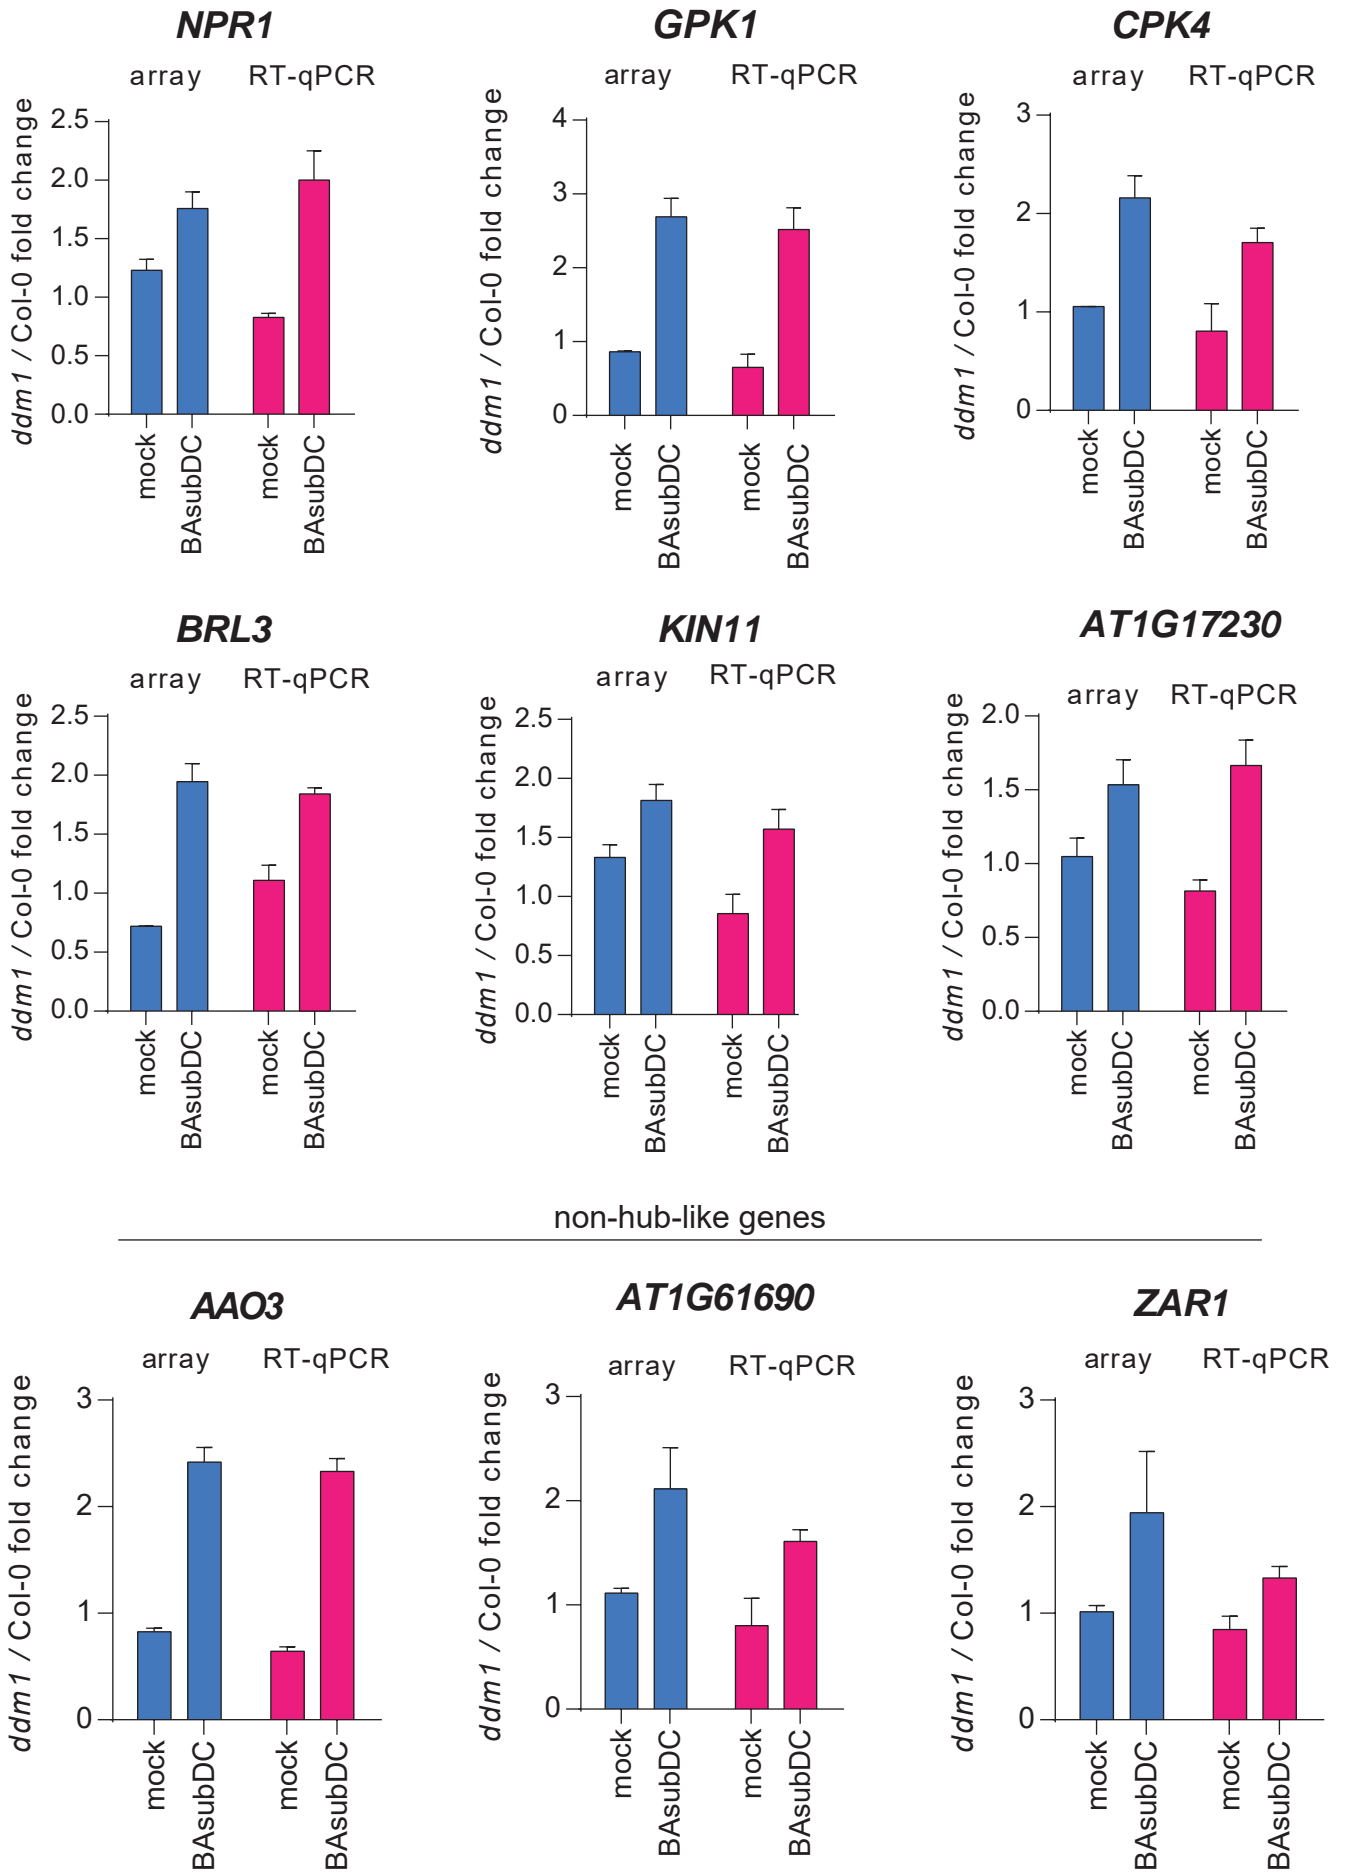 NPR1 GPK1 CPK4
array RT-qPCR array RT-qPCR array RT-qPCR
ddm1 / Col-0 fold change
2.5
2.0
1.5
1.0
0.5
0.0
mock BAsubDC mock BAsubDC
ddm1 / Col-0 fold change
4
3
2
1
0
mock BAsubDC mock BAsubDC
ddm1 / Col-0 fold change
3
2
1
0
mock BAsubDC mock BAsubDC
BRL3 KIN11 AT1G17230
array RT-qPCR array RT-qPCR array RT-qPCR
ddm1 / Col-0 fold change
2.5
2.0
1.5
1.0
0.5
0.0
mock BAsubDC mock BAsubDC
ddm1 / Col-0 fold change
2.5
2.0
1.5
1.0
0.5
0.0
mock BAsubDC mock BAsubDC
ddm1 / Col-0 fold change
2.0
1.5
1.0
0.5
0.0
mock BAsubDC mock BAsubDC
non-hub-like genes
AAO3 AT1G61690 ZAR1
array RT-qPCR array RT-qPCR array RT-qPCR
ddm1 / Col-0 fold change
3
2
1
0
mock BAsubDC mock BAsubDC
ddm1 / Col-0 fold change
3
2
1
0
mock BAsubDC mock BAsubDC
ddm1 / Col-0 fold change
3
2
1
0
mock BAsubDC mock BAsubDC